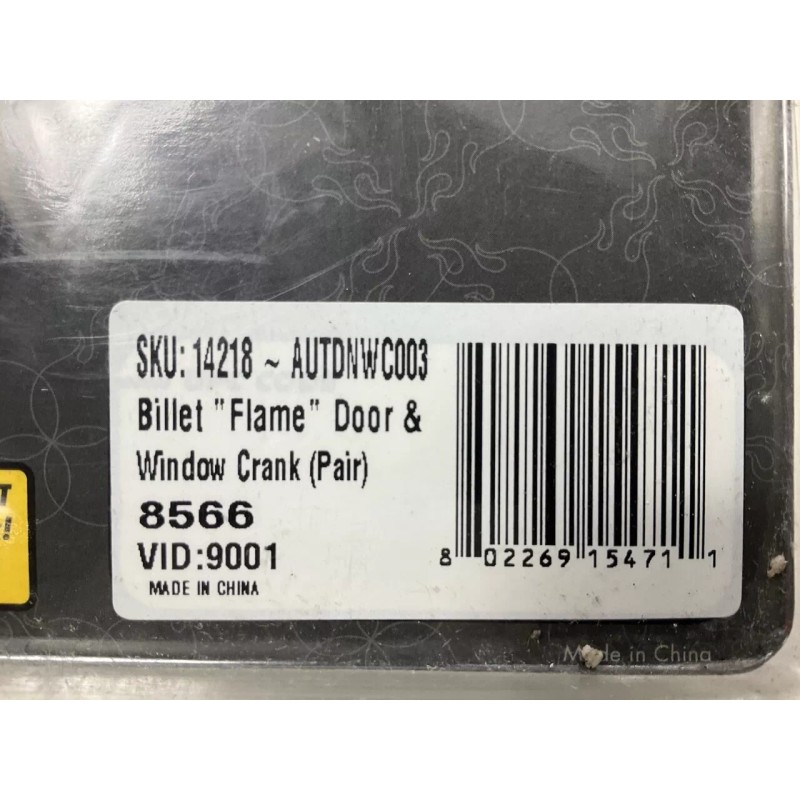 SKU: 14218 ~ AUTDNWC003
Billet "Flame" Door &
Window Crank (Pair)
8566
VID:9001
MADE IN CHINA
8 02269 15471 1
Made in China